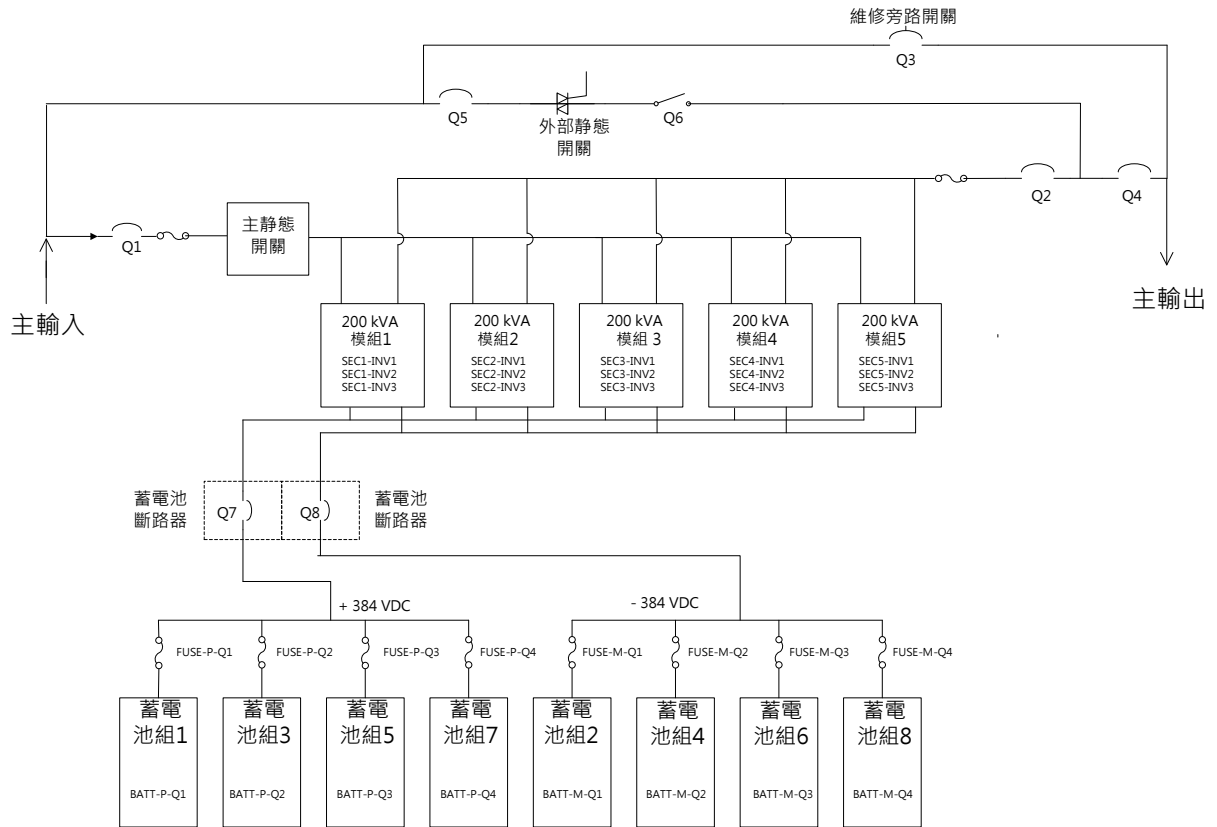 維修旁路開關
Q3
Q5
外部静態
開關
Q6
Q2
Q4
Q1
主静態
開關
主輸入
主輸出
200 kVA
模組1
SEC1-INV1
SEC1-INV2
SEC1-INV3
200 kVA
模組2
SEC2-INV1
SEC2-INV2
SEC2-INV3
200 kVA
模組 3
SEC3-INV1
SEC3-INV2
SEC3-INV3
200 kVA
模組4
SEC4-INV1
SEC4-INV2
SEC4-INV3
200 kVA
模組5
SEC5-INV1
SEC5-INV2
SEC5-INV3
蓄電池
斷路器
Q7
Q8
蓄電池
斷路器
+ 384 VDC
- 384 VDC
FUSE-P-Q1
FUSE-P-Q2
FUSE-P-Q3
FUSE-P-Q4
FUSE-M-Q1
FUSE-M-Q2
FUSE-M-Q3
FUSE-M-Q4
蓄電
池組1
BATT-P-Q1
蓄電
池組3
BATT-P-Q2
蓄電
池組5
BATT-P-Q3
蓄電
池組7
BATT-P-Q4
蓄電
池組2
BATT-M-Q1
蓄電
池組4
BATT-M-Q2
蓄電
池組6
BATT-M-Q3
蓄電
池組8
BATT-M-Q4